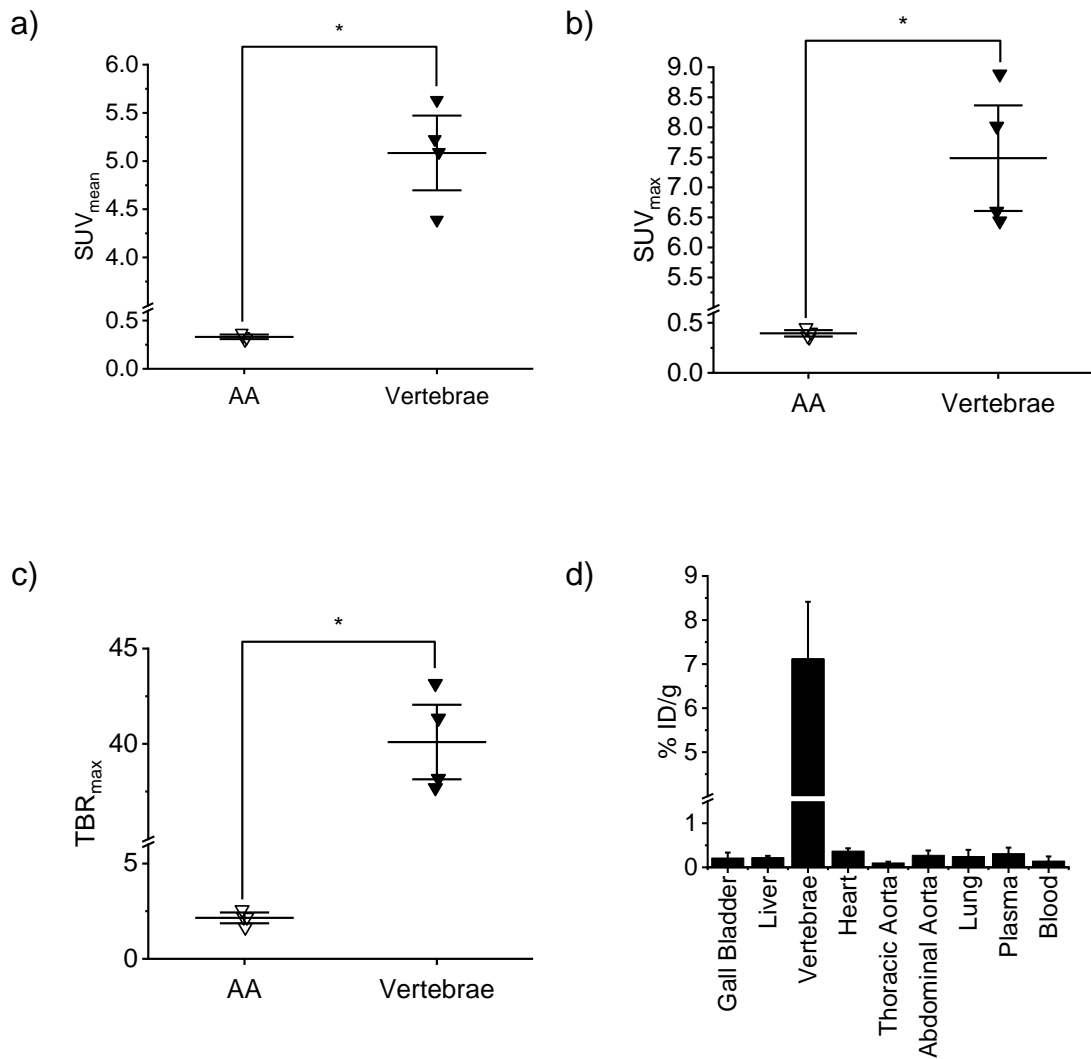 a)
*
6.0
5.5
5.0
4.5
4.0
0.5
0.0
SUVmean
AA
Vertebrae
b)
*
9.0
8.5
8.0
7.5
7.0
6.5
6.0
5.5
0.5
0.0
SUVmax
AA
Vertebrae
c)
*
45
40
5
0
TBRmax
AA
Vertebrae
d)
9
8
7
6
5
1
0
% ID/g
Gall Bladder
Liver
Vertebrae
Heart
Thoracic Aorta
Abdominal Aorta
Lung
Plasma
Blood